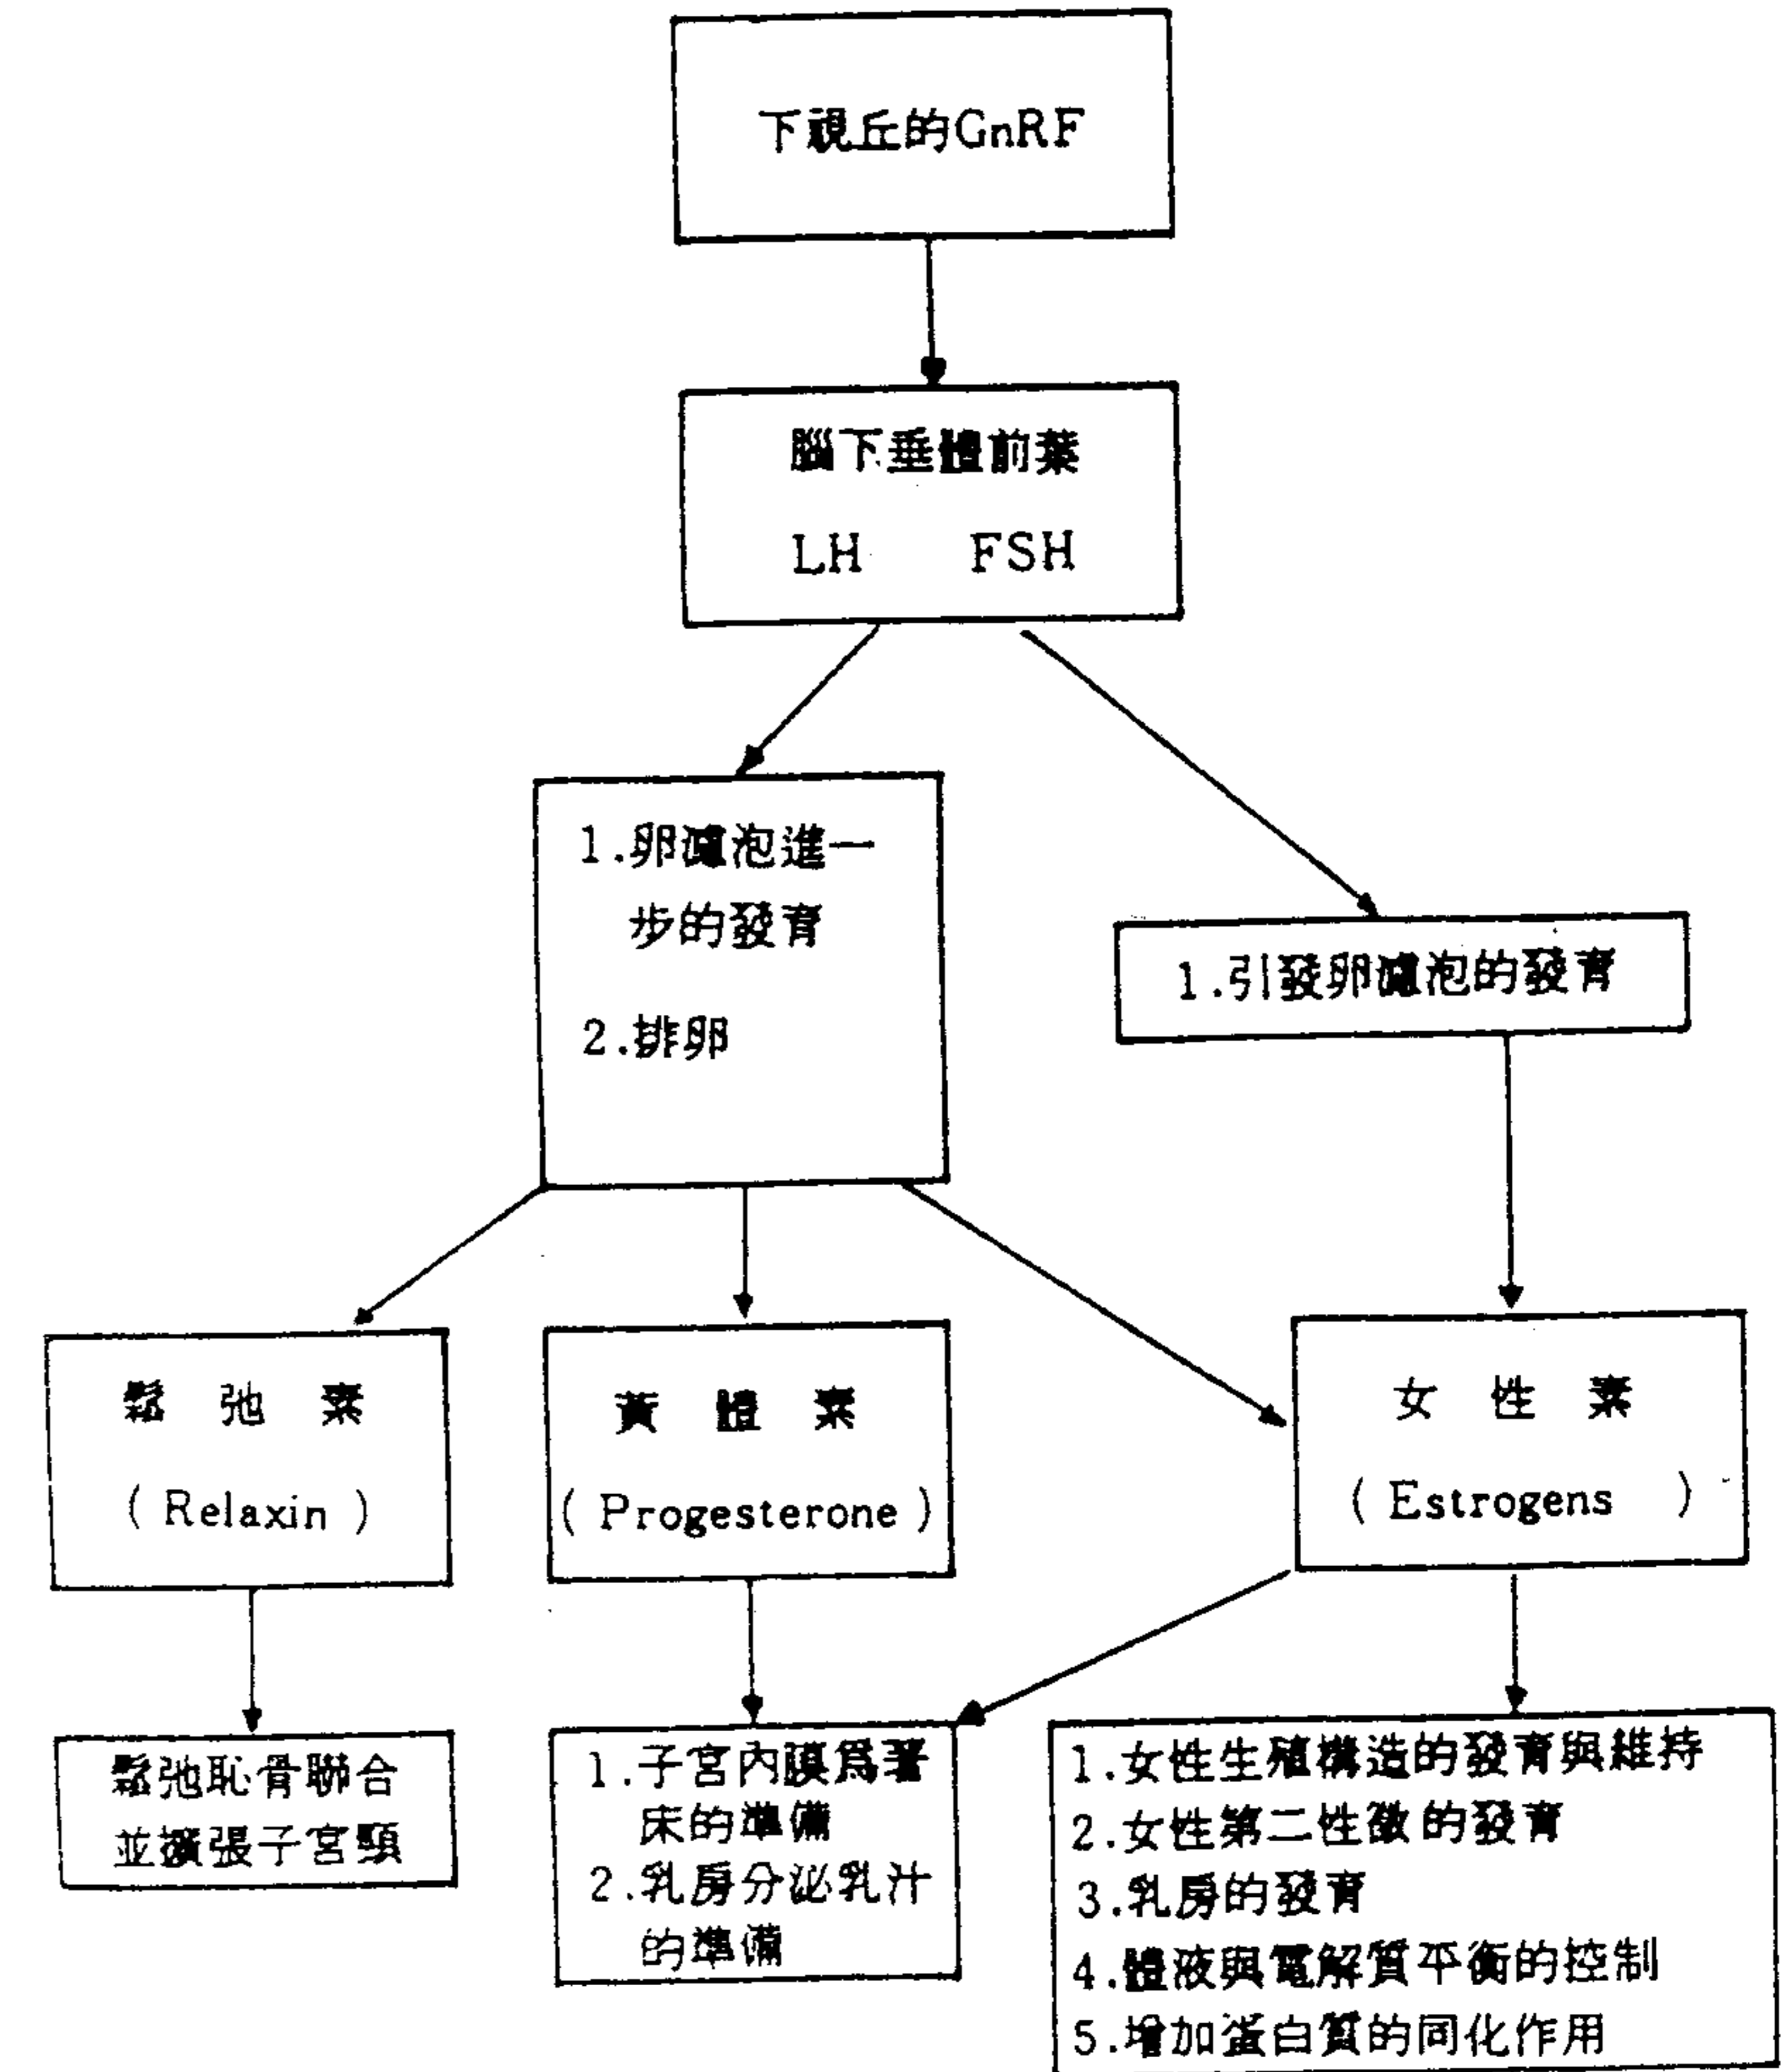 下視丘的GnRF
腦下垂體前葉
LH FSH
1.卵濾泡進一
步的發育
2.排卵
1.引發卵濾泡的發育
鬆弛素
(Relaxin)
黃體素
(Progesterone)
女性素
(Estrogens)
鬆弛恥骨聯合
並擴張子宮頸
1.子宮內膜爲著
床的準備
2.乳房分泌乳汁
的準備
1.女性生殖構造的發育與維持
2.女性第二性徵的發育
3.乳房的發育
4.體液與電解質平衡的控制
5.增加蛋白質的同化作用